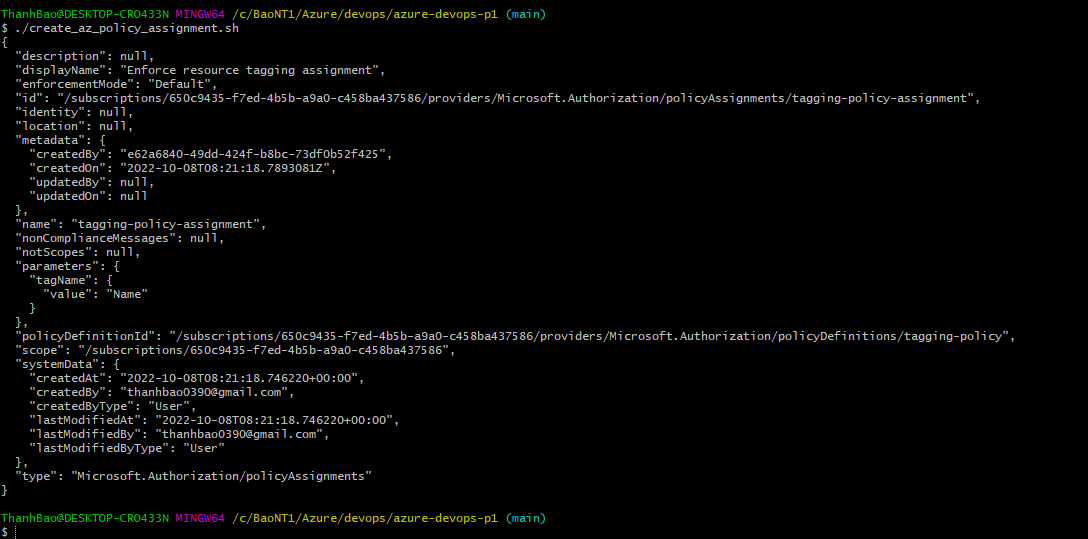 ThanhBao@DESKTOP-CRO433N MINGW64 /c/BaoNT1/Azure/devops/azure-devops-p1 (main)
$ ./create_az_policy_assignment.sh
{
  "description": null,
  "displayName": "Enforce resource tagging assignment",
  "enforcementMode": "Default",
  "id": "/subscriptions/650c9435-f7ed-4b5b-a9a0-c458ba437586/providers/Microsoft.Authorization/policyAssignments/tagging-policy-assignment",
  "identity": null,
  "location": null,
  "metadata": {
    "createdBy": "e62a6840-49dd-424f-b8bc-73df0b52f425",
    "createdOn": "2022-10-08T08:21:18.7893081Z",
    "updatedBy": null,
    "updatedOn": null
  },
  "name": "tagging-policy-assignment",
  "nonComplianceMessages": null,
  "notScopes": null,
  "parameters": {
    "tagName": {
      "value": "Name"
    }
  },
  "policyDefinitionId": "/subscriptions/650c9435-f7ed-4b5b-a9a0-c458ba437586/providers/Microsoft.Authorization/policyDefinitions/tagging-policy",
  "scope": "/subscriptions/650c9435-f7ed-4b5b-a9a0-c458ba437586",
  "systemData": {
    "createdAt": "2022-10-08T08:21:18.746220+00:00",
    "createdBy": "thanhbao0390@gmail.com",
    "createdByType": "User",
    "lastModifiedAt": "2022-10-08T08:21:18.746220+00:00",
    "lastModifiedBy": "thanhbao0390@gmail.com",
    "lastModifiedByType": "User"
  },
  "type": "Microsoft.Authorization/policyAssignments"
}
ThanhBao@DESKTOP-CRO433N MINGW64 /c/BaoNT1/Azure/devops/azure-devops-p1 (main)
$